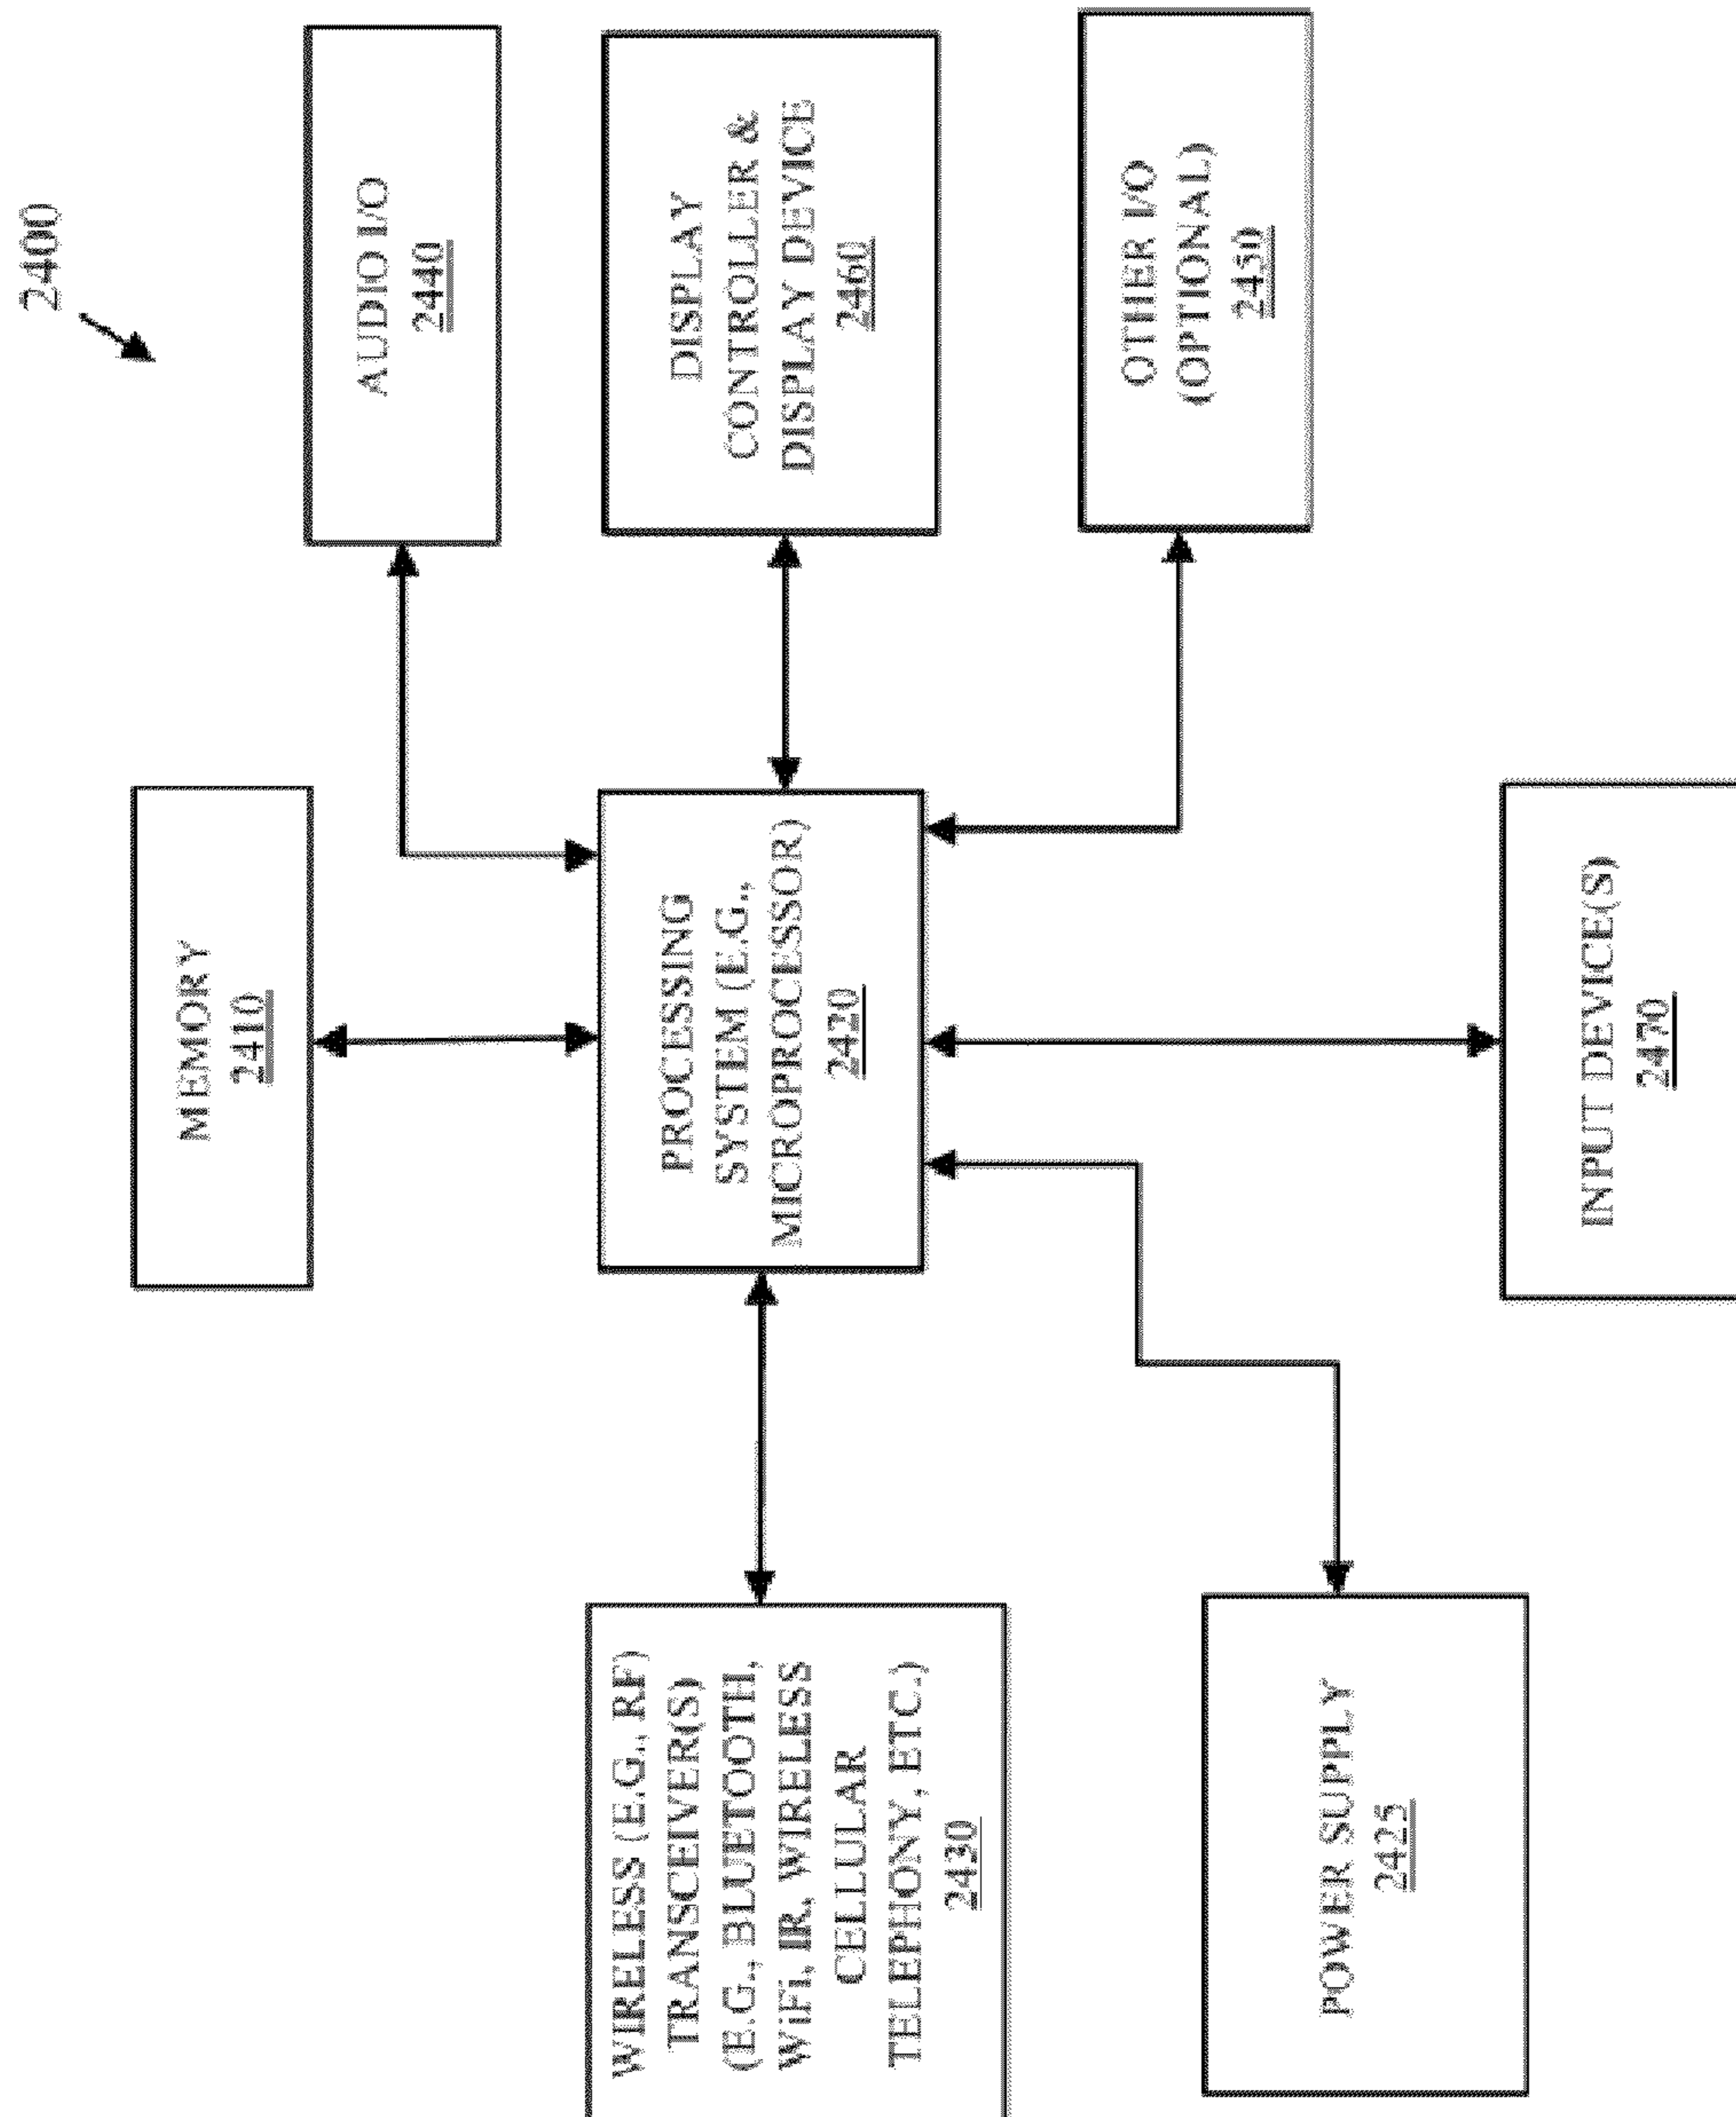 2400
MEMORY
2410
AUDIO I/O
2440
WIRELESS (E.G., RF)
TRANSCEIVER(S)
(E.G., BLUETOOTH,
WiFi, IR, WIRELESS
CELLULAR
TELEPHONY, ETC.)
2430
PROCESSING
SYSTEM (E.G.,
MICROPROCESSOR)
2420
DISPLAY
CONTROLLER &
DISPLAY DEVICE
2460
POWER SUPPLY
2425
OTHER I/O
(OPTIONAL)
2450
INPUT DEVICE(S)
2470